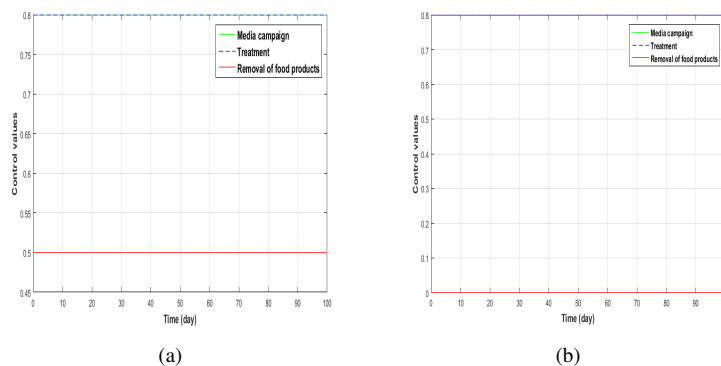 0.8
0.75
0.7
0.65
0.6
0.55
0.5
0.45
Control values
0 10 20 30 40 50 60 70 80 90 100
Time (day)
Media campaign
Treatment
Removal of food products
(a)
0.8
0.7
0.6
0.5
0.4
0.3
0.2
0.1
0
Control values
0 10 20 30 40 50 60 70 80 90
Time (day)
Media campaign
Treatment
Removal of food products
(b)